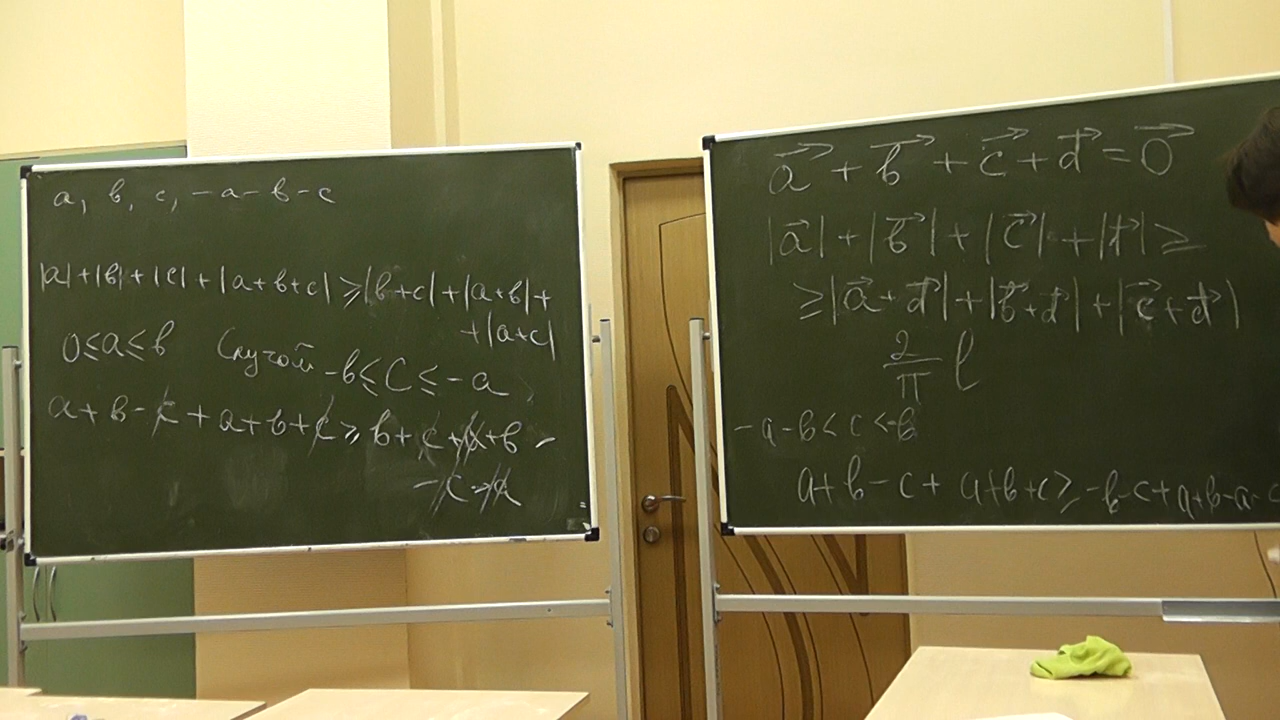 a, b, c, -a-b-c
|a|+|b|+|c|+|a+b+c| ⩾ |b+c|+|a+b|+
+|a+c|
0≤a≤b Случай -b≤c≤-a
a+b-c+a+b+c ⩾ b+c+a+b-
-c-a
a⃗ + b⃗ + c⃗ + d⃗ = 0⃗
|a⃗|+|b⃗|+|c⃗|+|d⃗| ≥
≥|a⃗+d⃗|+|b⃗+d⃗|+|c⃗+d⃗|
2/π l
-a-b<c<-b
a+b-c+a+b+c ⩾ -b-c+a+b-a-c